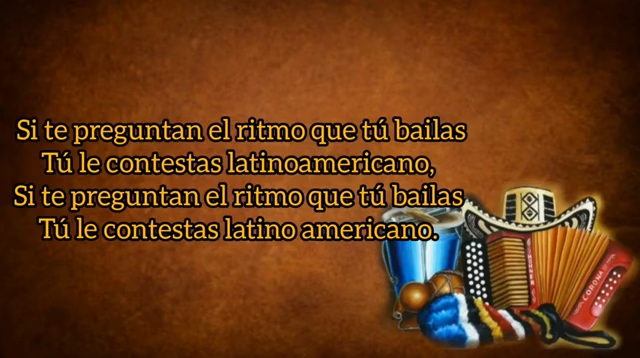 Si te preguntan el ritmo que tú bailas
Tú le contestas latinoamericano,
Si te preguntan el ritmo que tú bailas
Tú le contestas latino americano.
CORONA